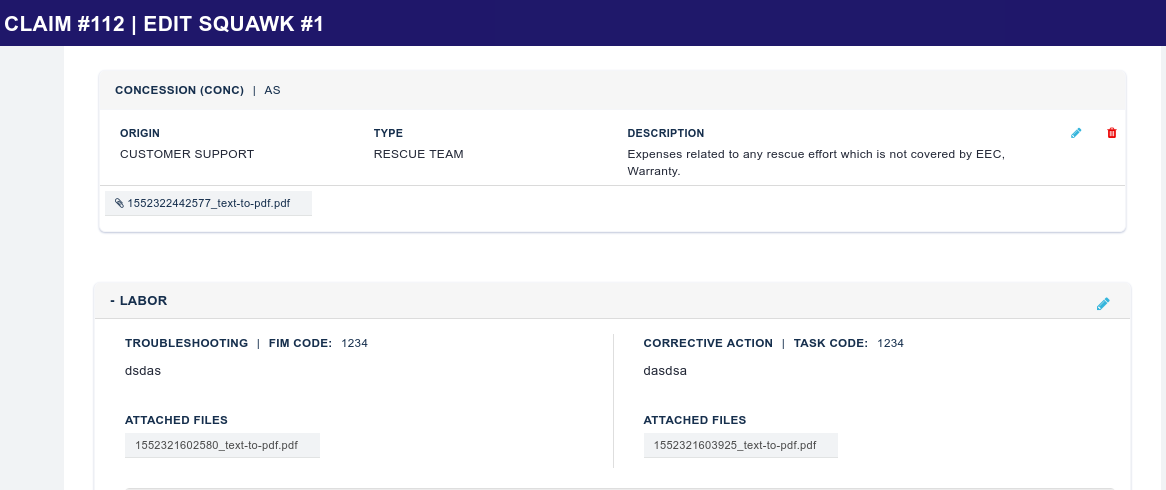 CLAIM #112 | EDIT SQUAWK #1
CONCESSION (CONC) | AS
ORIGIN TYPE DESCRIPTION
CUSTOMER SUPPORT RESCUE TEAM Expenses related to any rescue effort which is not covered by EEC,
Warranty.
1552322442577_text-to-pdf.pdf
- LABOR
TROUBLESHOOTING | FIM CODE: 1234 CORRECTIVE ACTION | TASK CODE: 1234
dsdas dasdsa
ATTACHED FILES ATTACHED FILES
1552321602580_text-to-pdf.pdf 1552321603925_text-to-pdf.pdf